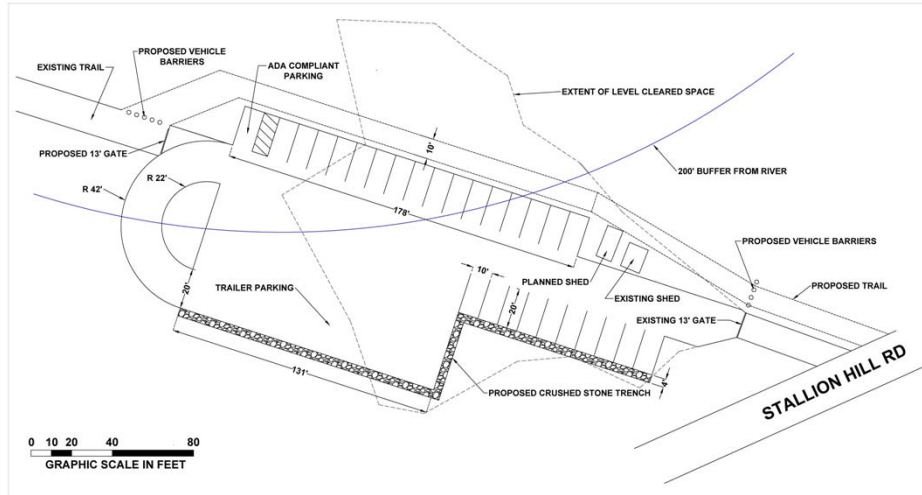 PROPOSED VEHICLE
BARRIERS
EXISTING TRAIL
ADA COMPLIANT
PARKING
EXTENT OF LEVEL CLEARED SPACE
10'
PROPOSED 13' GATE
200' BUFFER FROM RIVER
R 42'
R 22'
178'
PROPOSED VEHICLE BARRIERS
10'
PLANNED SHED
PROPOSED TRAIL
TRAILER PARKING
20'
20'
EXISTING SHED
EXISTING 13' GATE
131'
4'
PROPOSED CRUSHED STONE TRENCH
STALLION HILL RD
0 10 20 40 80
GRAPHIC SCALE IN FEET